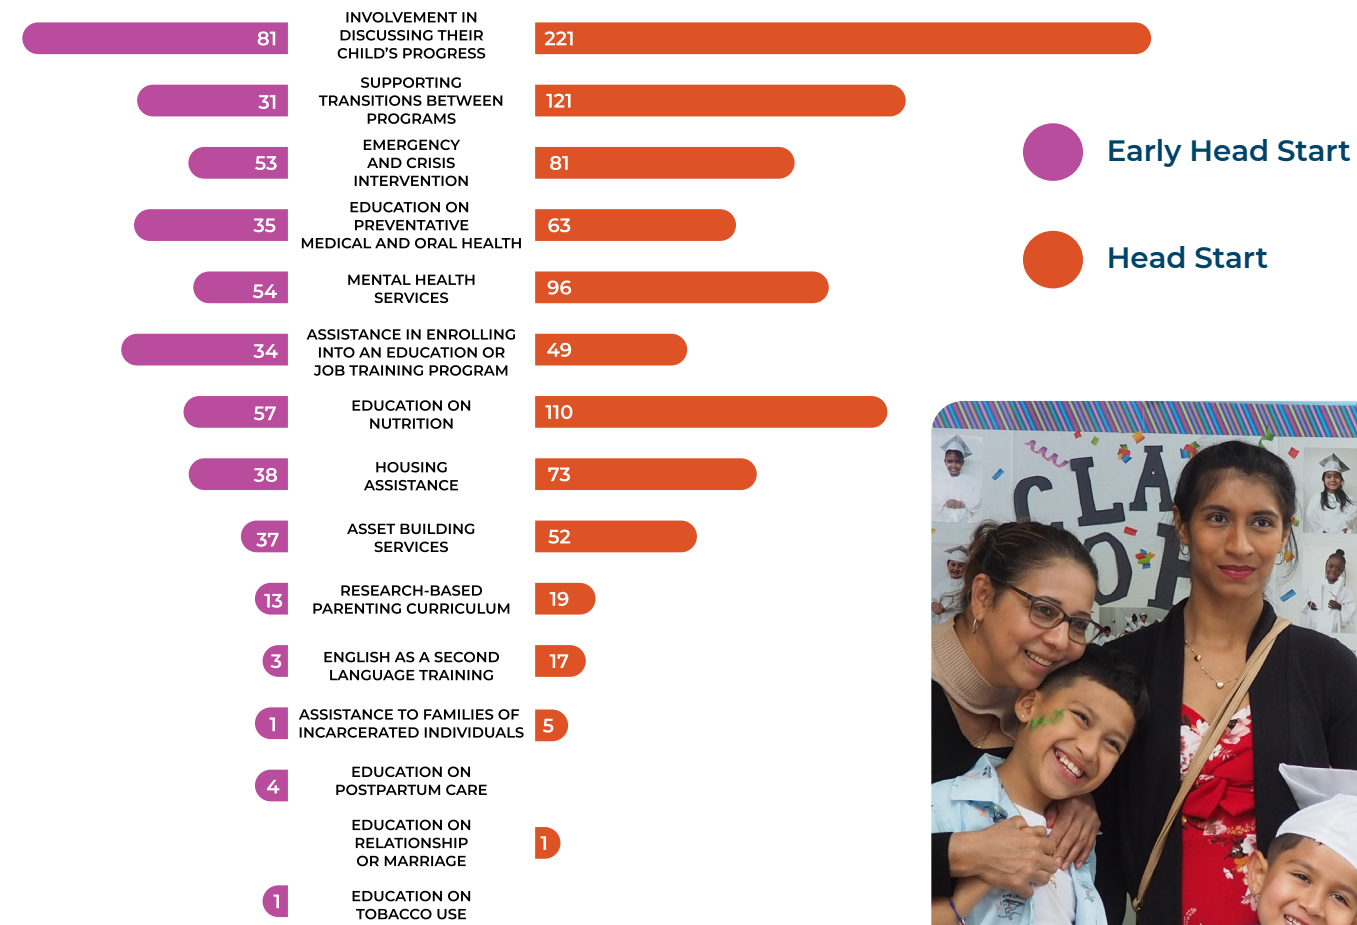 81
INVOLVEMENT IN
DISCUSSING THEIR
CHILD'S PROGRESS
221
31
SUPPORTING
TRANSITIONS BETWEEN
PROGRAMS
121
53
EMERGENCY
AND CRISIS
INTERVENTION
81
35
EDUCATION ON
PREVENTATIVE
MEDICAL AND ORAL HEALTH
63
54
MENTAL HEALTH
SERVICES
96
34
ASSISTANCE IN ENROLLING
INTO AN EDUCATION OR
JOB TRAINING PROGRAM
49
57
EDUCATION ON
NUTRITION
110
38
HOUSING
ASSISTANCE
73
37
ASSET BUILDING
SERVICES
52
13
RESEARCH-BASED
PARENTING CURRICULUM
19
3
ENGLISH AS A SECOND
LANGUAGE TRAINING
17
1
ASSISTANCE TO FAMILIES OF
INCARCERATED INDIVIDUALS
5
4
EDUCATION ON
POSTPARTUM CARE
EDUCATION ON
RELATIONSHIP
OR MARRIAGE
1
1
EDUCATION ON
TOBACCO USE
Early Head Start
Head Start
CLA
OF